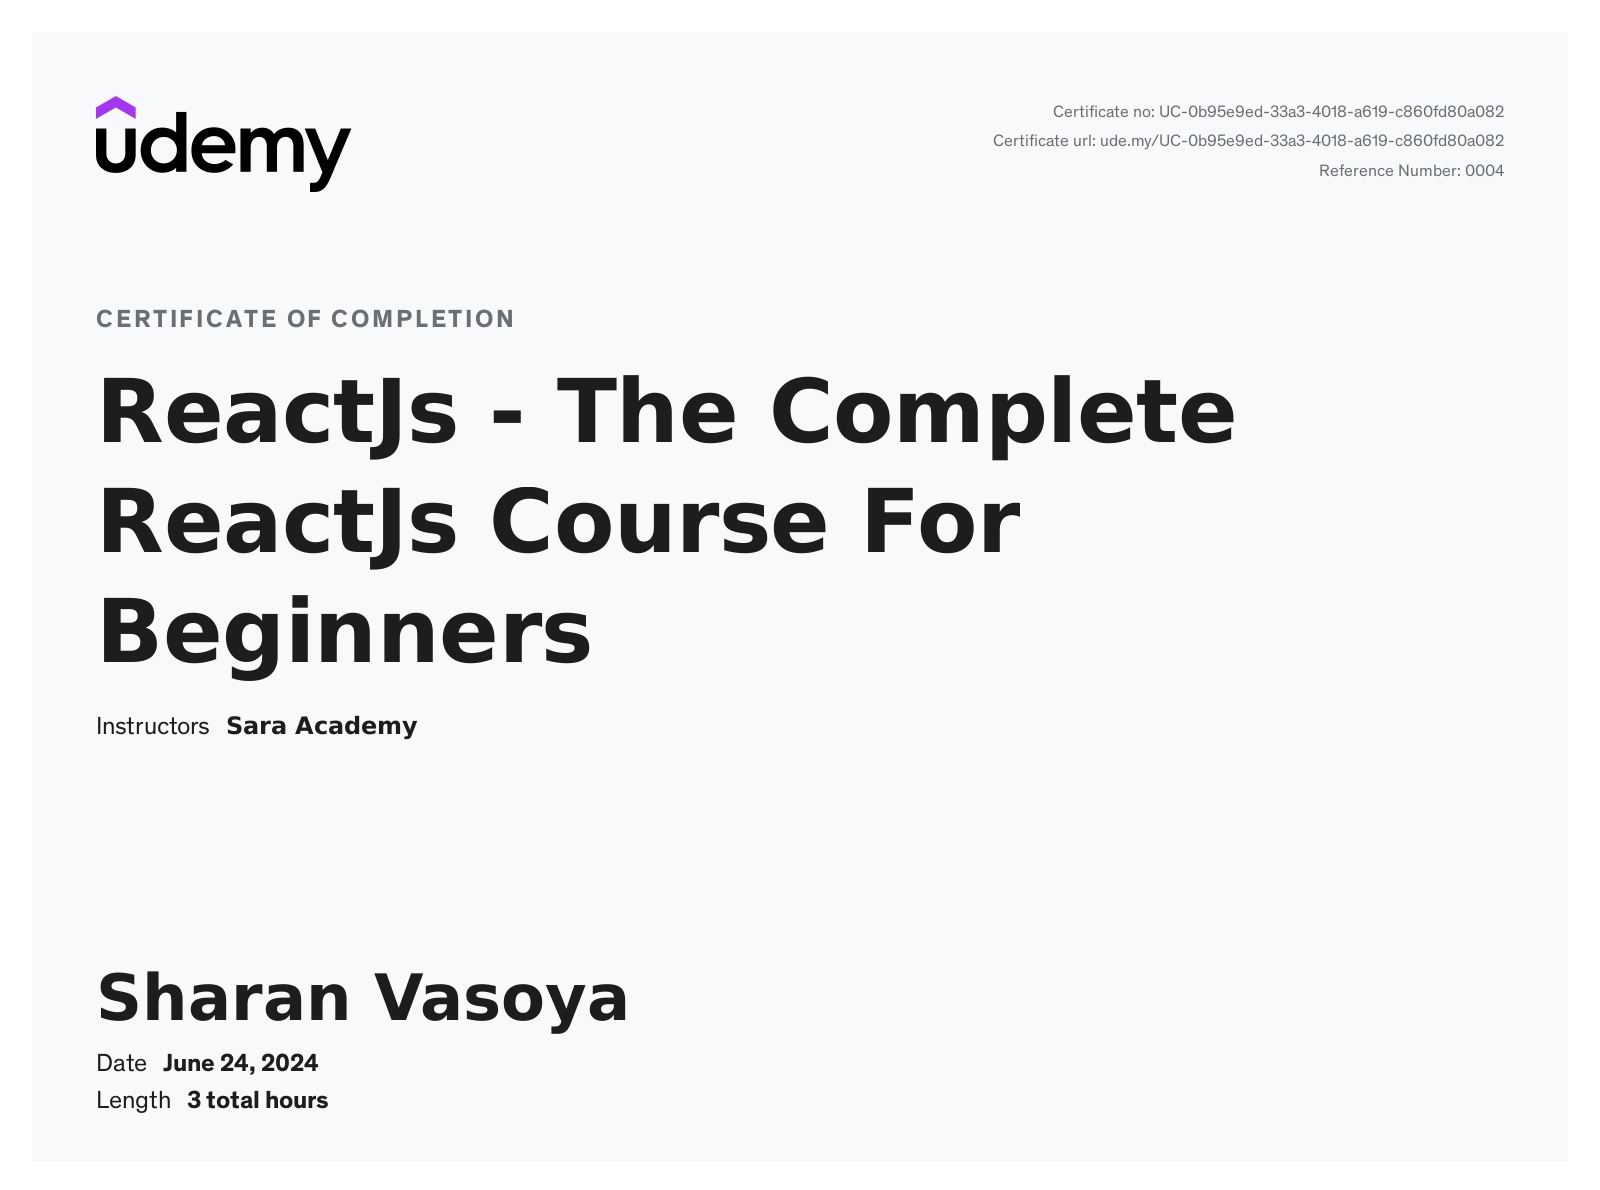 udemy
Certificate no: UC-0b95e9ed-33a3-4018-a619-c860fd80a082
Certificate url: ude.my/UC-0b95e9ed-33a3-4018-a619-c860fd80a082
Reference Number: 0004
CERTIFICATE OF COMPLETION
ReactJs - The Complete
ReactJs Course For
Beginners
Instructors Sara Academy
Sharan Vasoya
Date June 24, 2024
Length 3 total hours